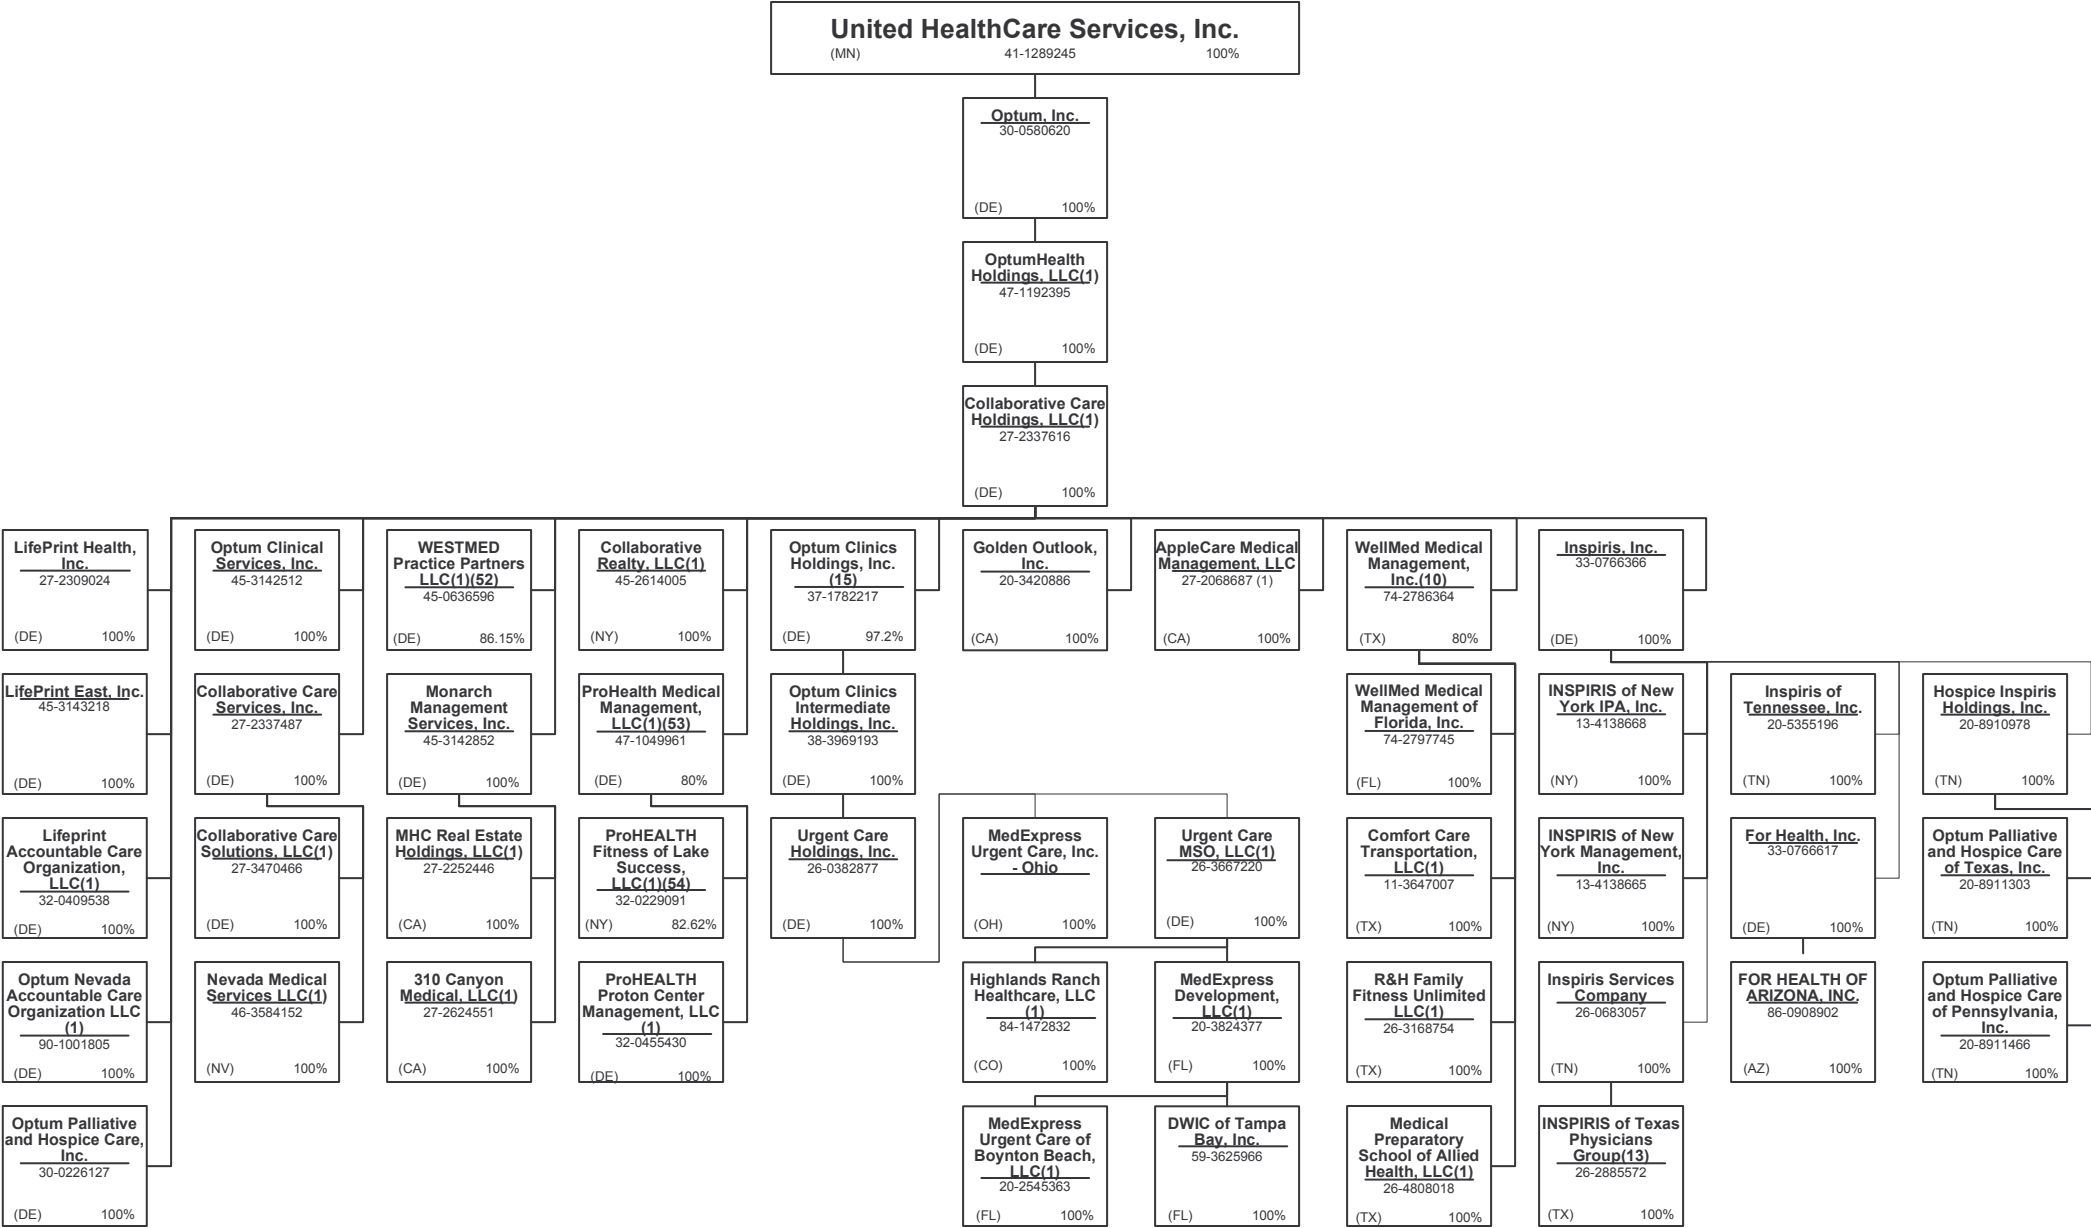 United HealthCare Services, Inc.
(MN) 41-1289245 100%
Optum, Inc.
30-0580620
(DE) 100%
OptumHealth
Holdings, LLC(1)
47-1192395
(DE) 100%
Collaborative Care
Holdings, LLC(1)
27-2337616
(DE) 100%
LifePrint Health,
Inc.
27-2309024
(DE) 100%
Optum Clinical
Services, Inc.
45-3142512
(DE) 100%
WESTMED
Practice Partners
LLC(1)(52)
45-0636596
(DE) 86.15%
Collaborative
Realty, LLC(1)
45-2614005
(NY) 100%
Optum Clinics
Holdings, Inc.
(15)
37-1782217
(DE) 97.2%
Golden Outlook,
Inc.
20-3420886
(CA) 100%
AppleCare Medical
Management, LLC
27-2068687 (1)
(CA) 100%
WellMed Medical
Management,
Inc.(10)
74-2786364
(TX) 80%
Inspiris, Inc.
33-0766366
(DE) 100%
LifePrint East, Inc.
45-3143218
(DE) 100%
Collaborative Care
Services, Inc.
27-2337487
(DE) 100%
Monarch
Management
Services, Inc.
45-3142852
(DE) 100%
ProHealth Medical
Management,
LLC(1)(53)
47-1049961
(DE) 80%
Optum Clinics
Intermediate
Holdings, Inc.
38-3969193
(DE) 100%
WellMed Medical
Management of
Florida, Inc.
74-2797745
(FL) 100%
INSPIRIS of New
York IPA, Inc.
13-4138668
(NY) 100%
Inspiris of
Tennessee, Inc.
20-5355196
(TN) 100%
Hospice Inspiris
Holdings, Inc.
20-8910978
(TN) 100%
Lifeprint
Accountable Care
Organization,
LLC(1)
32-0409538
(DE) 100%
Collaborative Care
Solutions, LLC(1)
27-3470466
(DE) 100%
MHC Real Estate
Holdings, LLC(1)
27-2252446
(CA) 100%
ProHEALTH
Fitness of Lake
Success,
LLC(1)(54)
32-0229091
(NY) 82.62%
Urgent Care
Holdings, Inc.
26-0382877
(DE) 100%
MedExpress
Urgent Care, Inc.
- Ohio
(OH) 100%
Urgent Care
MSO, LLC(1)
26-3667220
(DE) 100%
Comfort Care
Transportation,
LLC(1)
11-3647007
(TX) 100%
INSPIRIS of New
York Management,
Inc.
13-4138665
(NY) 100%
For Health, Inc.
33-0766617
(DE) 100%
Optum Palliative
and Hospice Care
of Texas, Inc.
20-8911303
(TN) 100%
Optum Nevada
Accountable Care
Organization LLC
(1)
90-1001805
(DE) 100%
Nevada Medical
Services LLC(1)
46-3584152
(NV) 100%
310 Canyon
Medical, LLC(1)
27-2624551
(CA) 100%
ProHEALTH
Proton Center
Management, LLC
(1)
32-0455430
(DE) 100%
Highlands Ranch
Healthcare, LLC
(1)
84-1472832
(CO) 100%
MedExpress
Development,
LLC(1)
20-3824377
(FL) 100%
R&H Family
Fitness Unlimited
LLC(1)
26-3168754
(TX) 100%
Inspiris Services
Company
26-0683057
(TN) 100%
FOR HEALTH OF
ARIZONA, INC.
86-0908902
(AZ) 100%
Optum Palliative
and Hospice Care
of Pennsylvania,
Inc.
20-8911466
(TN) 100%
Optum Palliative
and Hospice Care,
Inc.
30-0226127
(DE) 100%
MedExpress
Urgent Care of
Boynton Beach,
LLC(1)
20-2545363
(FL) 100%
DWIC of Tampa
Bay, Inc.
59-3625966
(FL) 100%
Medical
Preparatory
School of Allied
Health, LLC(1)
26-4808018
(TX) 100%
INSPIRIS of Texas
Physicians
Group(13)
26-2885572
(TX) 100%